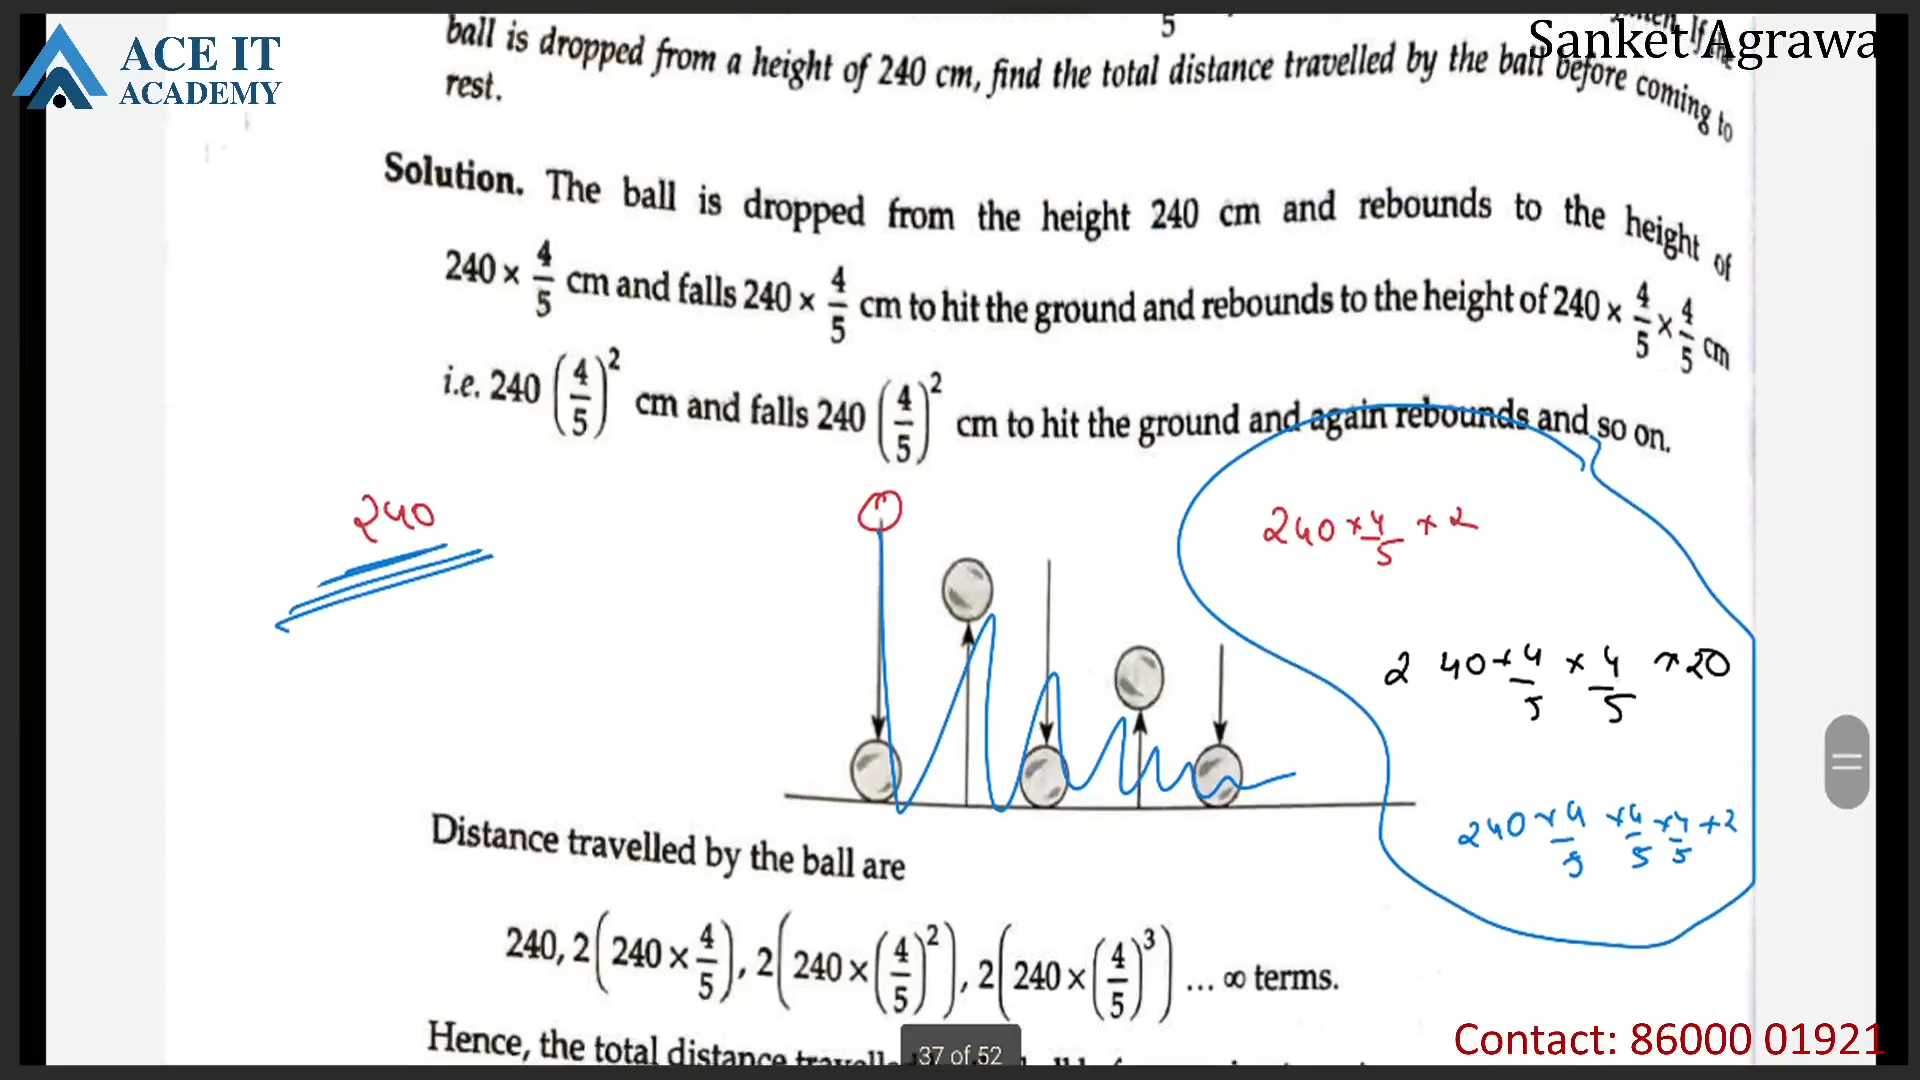 ACE IT
ACADEMY
Sanket Agrawa
5
ball is dropped from a height of 240 cm, find the total distance travelled by the ball before coming to
rest.
Solution. The ball is dropped from the height 240 cm and rebounds to the height of
240 × 4/5 cm and falls 240 × 4/5 cm to hit the ground and rebounds to the height of 240 × 4/5 × 4/5 cm
i.e. 240 (4/5)² cm and falls 240 (4/5)² cm to hit the ground and again rebounds and so on.
240
240 × 4/5 × 2
240 × 4/5 × 4/5 × 20
240 × 4/5 × 4/5 × 4/5 × 2
Distance travelled by the ball are
240, 2(240 × 4/5), 2(240 × (4/5)²), 2(240 × (4/5)³) ... ∞ terms.
Hence, the total distance
37 of 52
Contact: 86000 01921